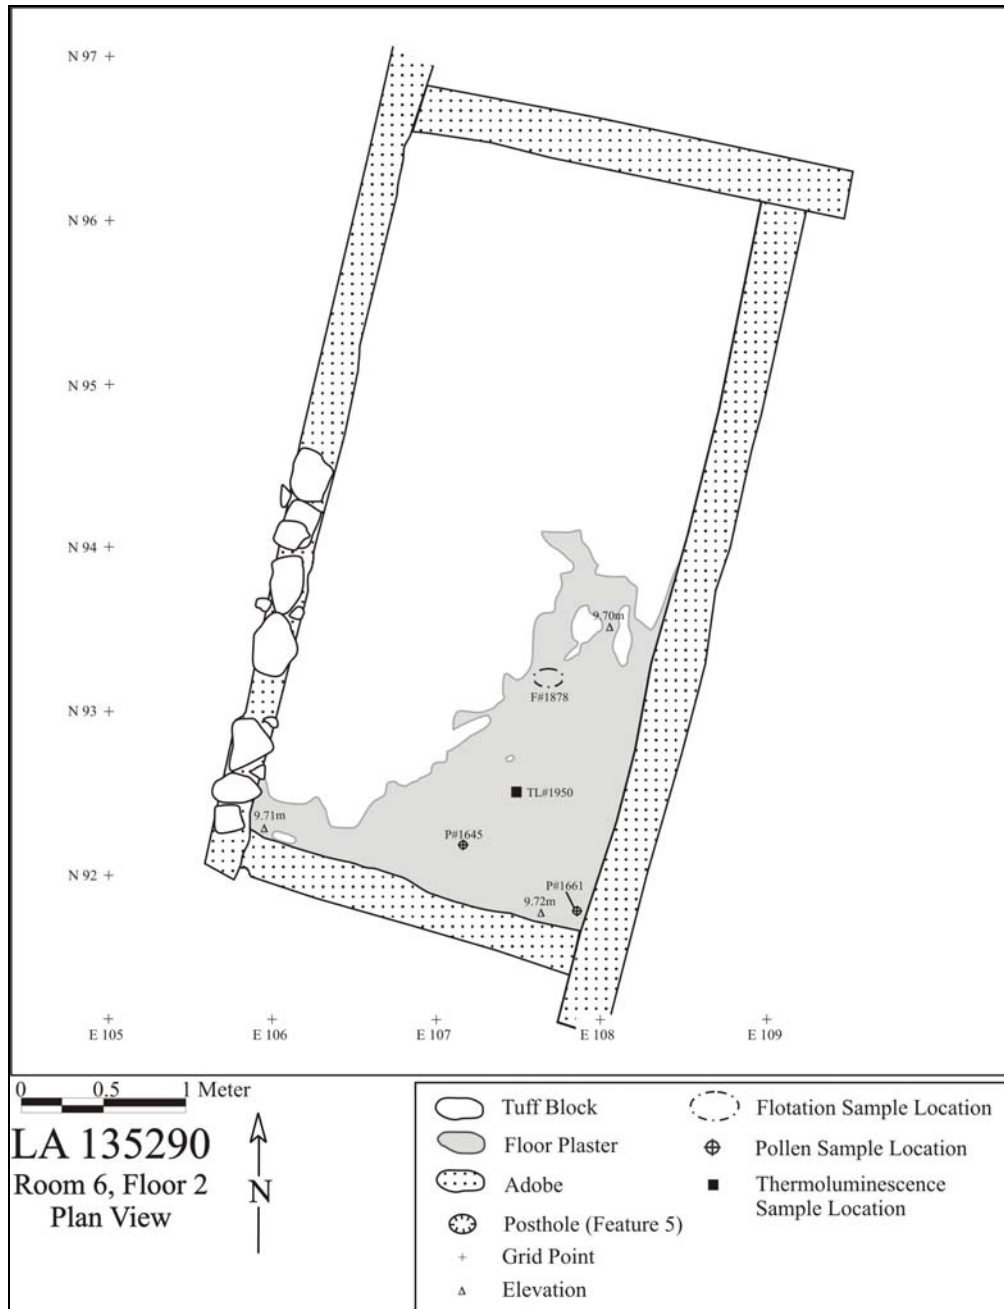 N 97
N 96
N 95
N 94
9.70m
F#1878
N 93
TL#1950
9.71m
P#1645
N 92
P#1661
9.72m
E 105
E 106
E 107
E 108
E 109
0 0.5 1 Meter
LA 135290
Room 6, Floor 2
Plan View
N
Tuff Block
Floor Plaster
Adobe
Posthole (Feature 5)
Grid Point
Elevation
Flotation Sample Location
Pollen Sample Location
Thermoluminescence
Sample Location